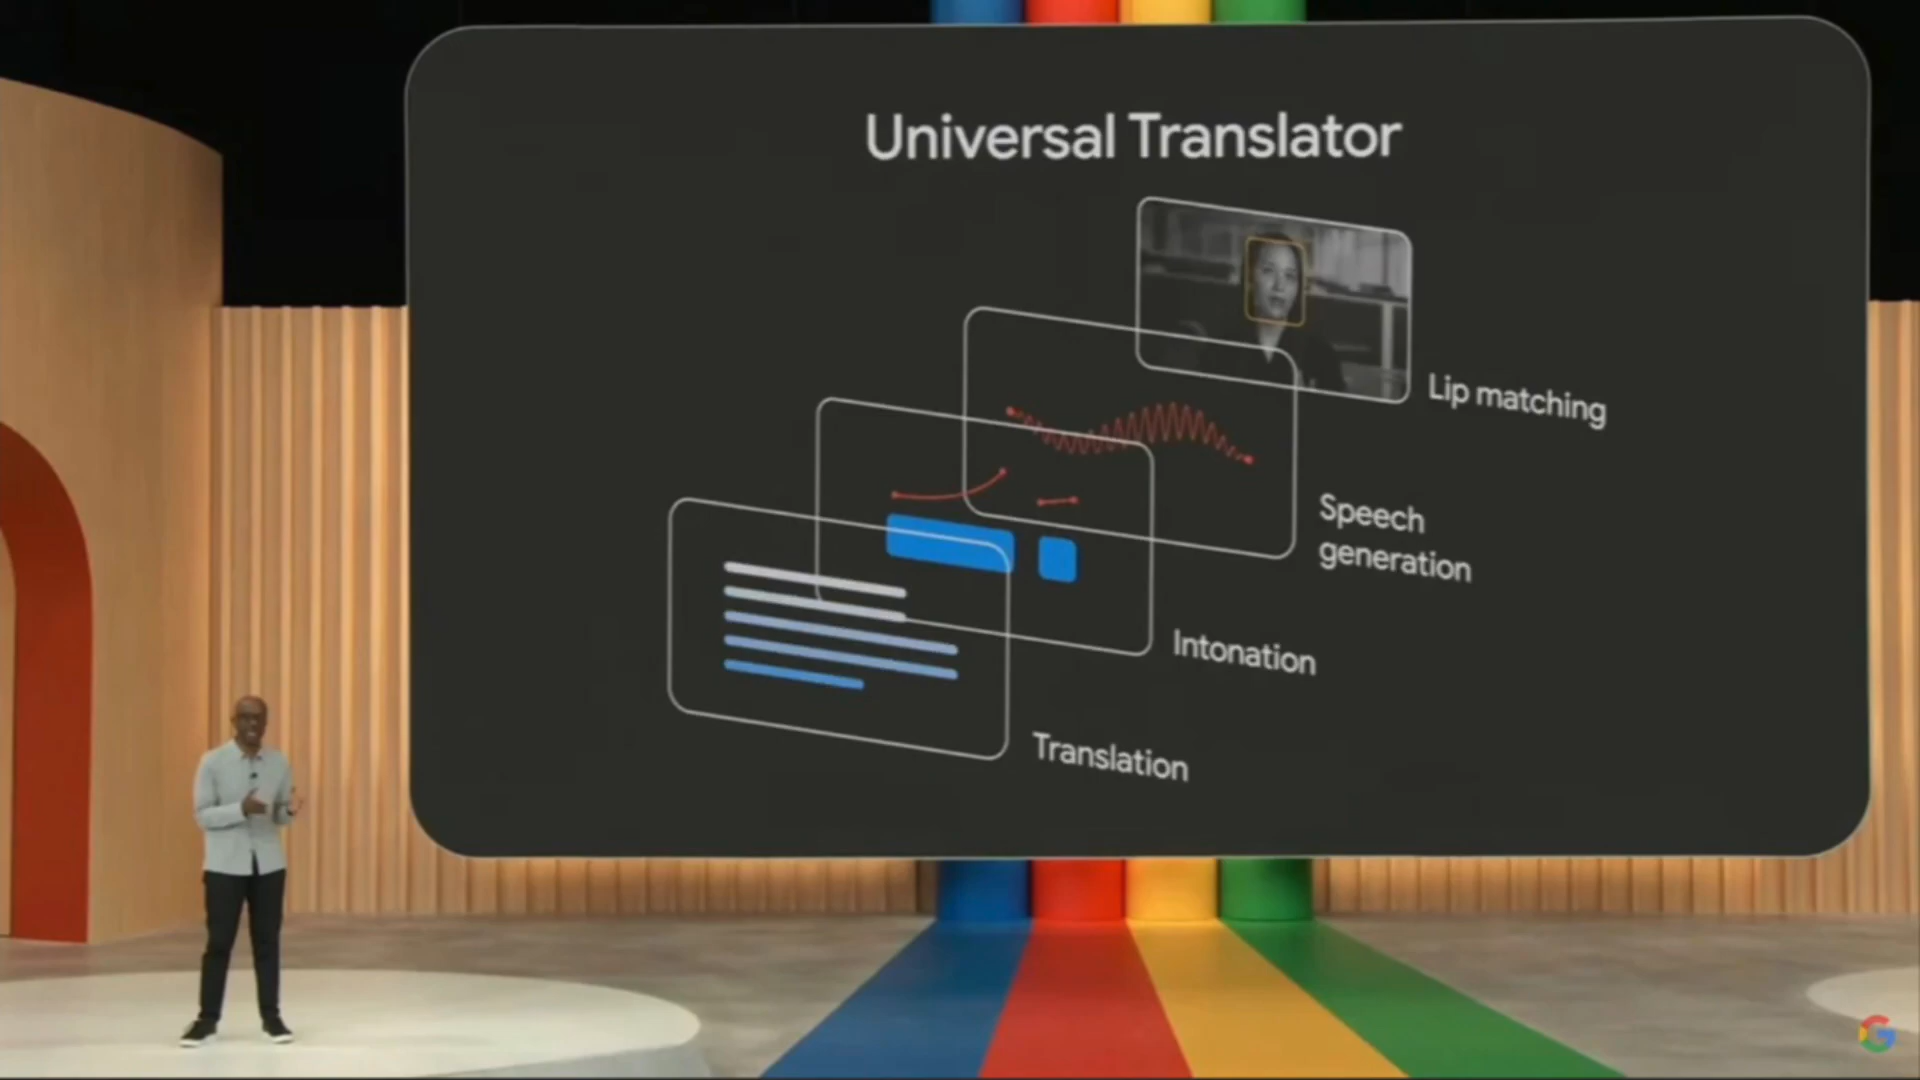 Universal Translator
Lip matching
Speech
generation
Intonation
Translation